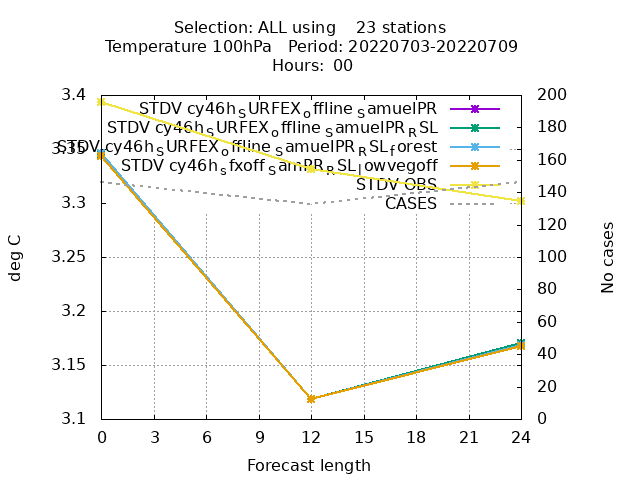 Selection: ALL using 23 stations
Temperature 100hPa Period: 20220703-20220709
Hours: 00
3.4
3.35
3.3
3.25
3.2
3.15
3.1
deg C
STDV cy46h_SURFEX_offline_SamuelPR
STDV cy46h_SURFEX_offline_SamuelPR_RSL
STDV cy46h_SURFEX_offline_SamuelPR_RSL_forest
STDV cy46h_sfxoff_SamPR_RSL_lowvegoff
STDV OBS
CASES
200
180
160
140
120
100
80
60
40
20
0
No cases
0 3 6 9 12 15 18 21 24
Forecast length